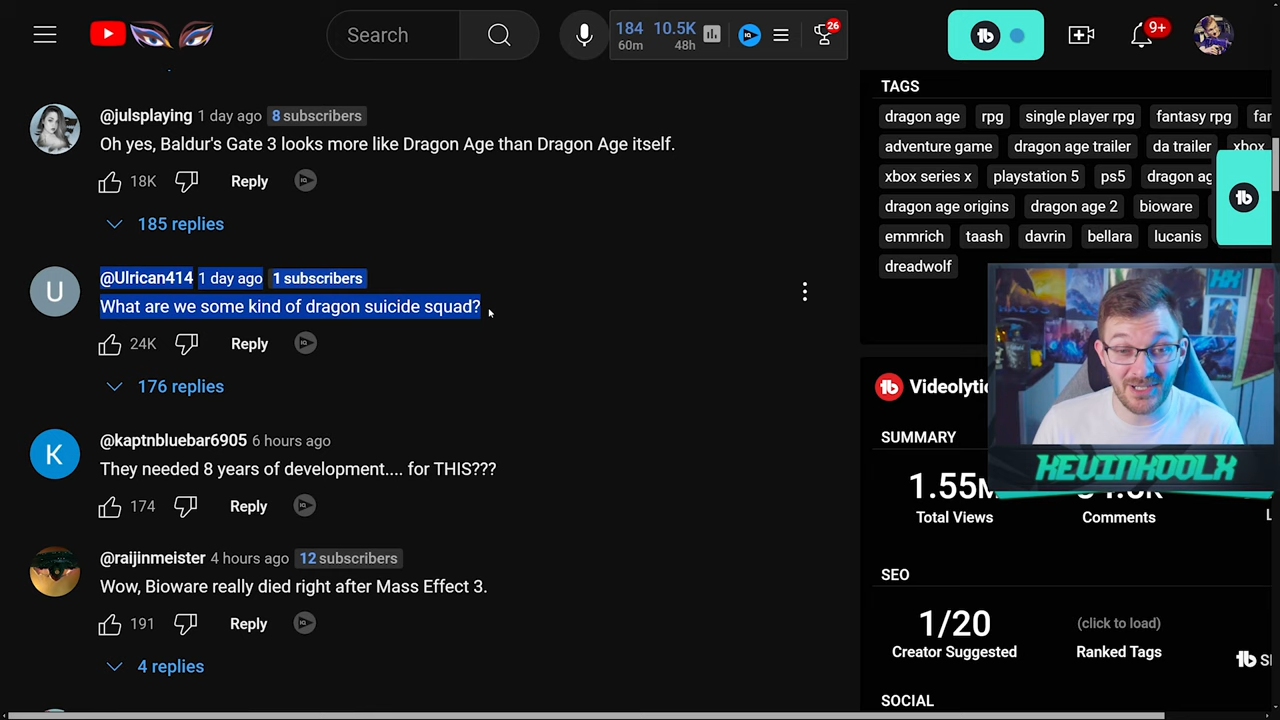 Search
184 10.5K
60m 48h
26
9+
@julsplaying 1 day ago 8 subscribers
Oh yes, Baldur's Gate 3 looks more like Dragon Age than Dragon Age itself.
18K Reply
185 replies
U
@Ulrican414 1 day ago 1 subscribers
What are we some kind of dragon suicide squad?
24K Reply
176 replies
K
@kaptnbluebar6905 6 hours ago
They needed 8 years of development.... for THIS???
174 Reply
@raijinmeister 4 hours ago 12 subscribers
Wow, Bioware really died right after Mass Effect 3.
191 Reply
4 replies
TAGS
dragon age rpg single player rpg fantasy rpg
adventure game dragon age trailer da trailer xbox
xbox series x playstation 5 ps5 dragon
dragon age origins dragon age 2 bioware
emmrich taash davrin bellara lucanis
dreadwolf
KEVINKOOLX
SUMMARY
1.55M
Total Views Comments
SEO
1/20 (click to load)
Creator Suggested Ranked Tags
SOCIAL